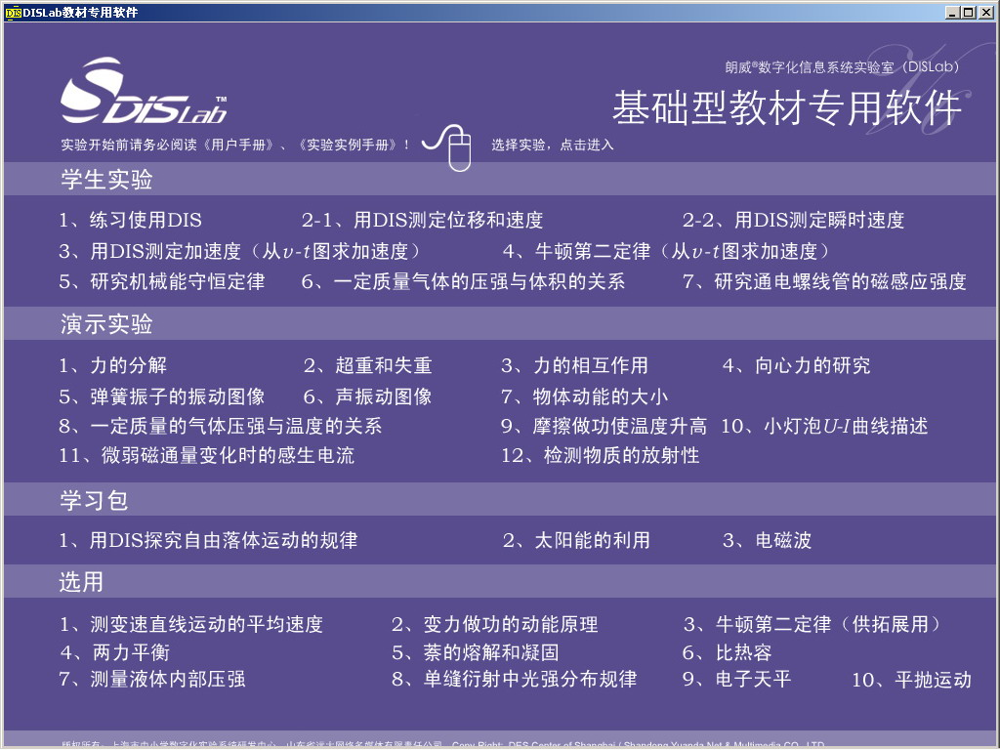 DISLab教材专用软件
朗威®数字化信息系统实验室（DISLab）
SDISLab™
基础型教材专用软件
V6
实验开始前请务必阅读《用户手册》、《实验实例手册》！ 选择实验，点击进入
学生实验
1、练习使用DIS 2-1、用DIS测定位移和速度 2-2、用DIS测定瞬时速度
3、用DIS测定加速度（从v-t图求加速度） 4、牛顿第二定律（从v-t图求加速度）
5、研究机械能守恒定律 6、一定质量气体的压强与体积的关系 7、研究通电螺线管的磁感应强度
演示实验
1、力的分解 2、超重和失重 3、力的相互作用 4、向心力的研究
5、弹簧振子的振动图像 6、声振动图像 7、物体动能的大小
8、一定质量的气体压强与温度的关系 9、摩擦做功使温度升高 10、小灯泡U-I曲线描述
11、微弱磁通量变化时的感生电流 12、检测物质的放射性
学习包
1、用DIS探究自由落体运动的规律 2、太阳能的利用 3、电磁波
选用
1、测变速直线运动的平均速度 2、变力做功的动能原理 3、牛顿第二定律（供拓展用）
4、两力平衡 5、萘的熔解和凝固 6、比热容
7、测量液体内部压强 8、单缝衍射中光强分布规律 9、电子天平 10、平抛运动
版权所有：上海市中小学数字化实验系统研发中心 山东省远大网络多媒体有限责任公司 Copy Right: DES Center of Shanghai / Shandong Yuanda Net & Multimedia CO., LTD